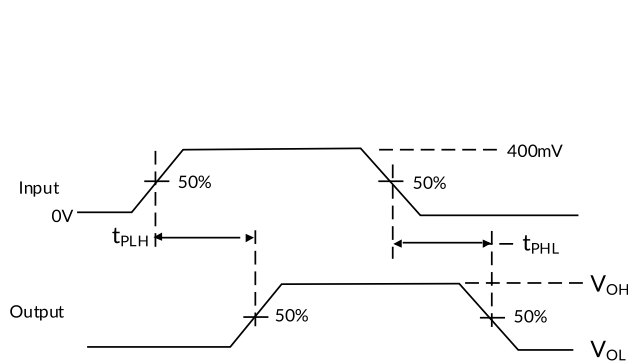 400mV
50% 50%
Input
0V
tPLH tPHL
VOH
Output 50% 50%
VOL